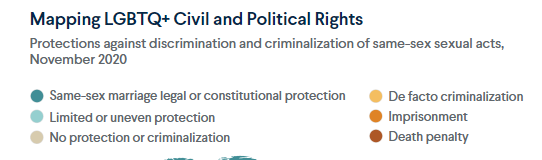 Mapping LGBTQ+ Civil and Political Rights
Protections against discrimination and criminalization of same-sex sexual acts,
November 2020
Same-sex marriage legal or constitutional protection
Limited or uneven protection
No protection or criminalization
De facto criminalization
Imprisonment
Death penalty